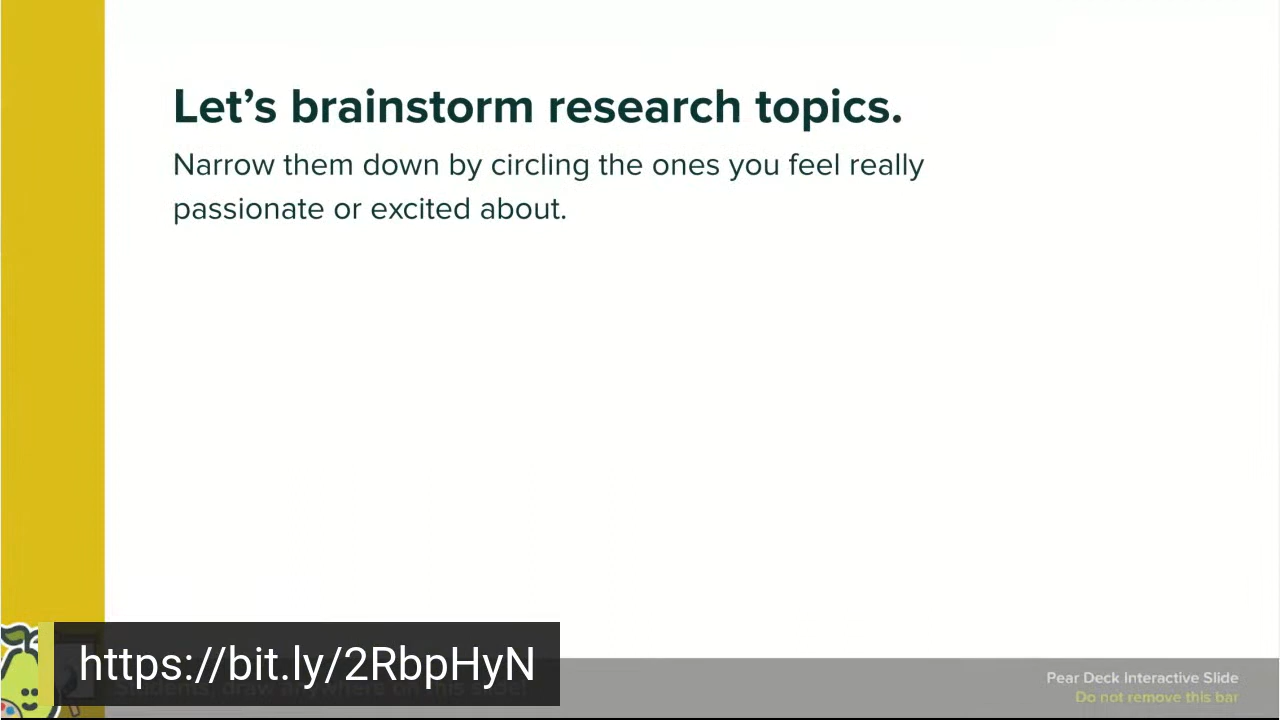 Let’s brainstorm research topics.
Narrow them down by circling the ones you feel really
passionate or excited about.
https://bit.ly/2RbpHyN
Pear Deck Interactive Slide
Do not remove this bar